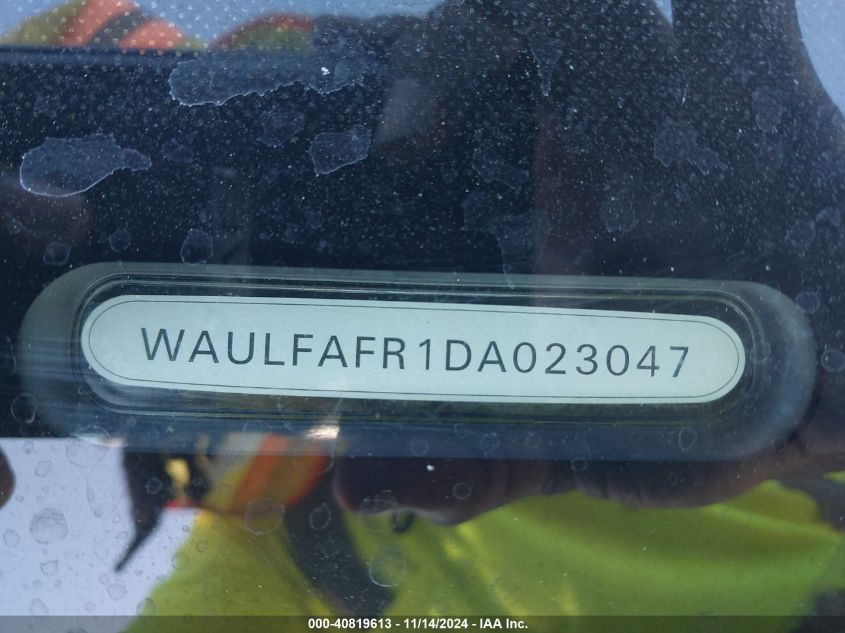 WAULFAFR1DA023047
000-40819613 - 11/14/2024 - IAA Inc.